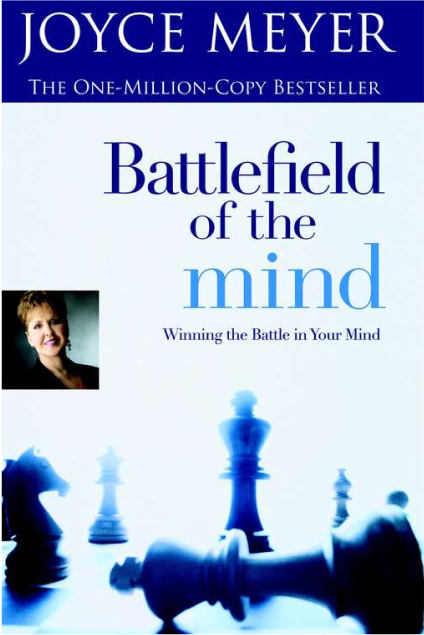 JOYCE MEYER
THE ONE-MILLION-COPY BESTSELLER
Battlefield
of the
mind
Winning the Battle in Your Mind